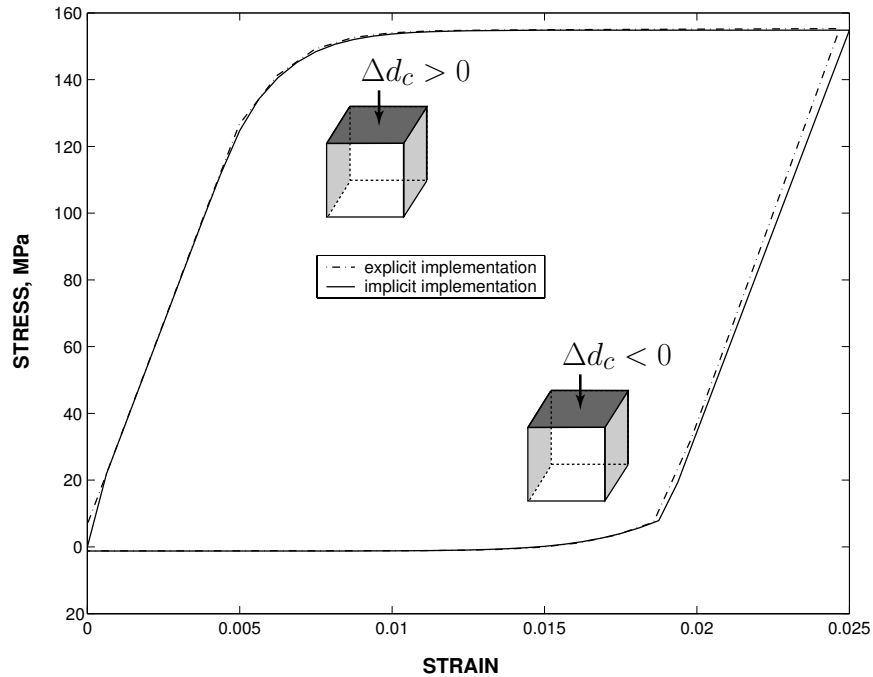 160
140
120
100
80
60
40
20
0
20
STRESS, MPa
Δd_c > 0
explicit implementation
implicit implementation
Δd_c < 0
0 0.005 0.01 0.015 0.02 0.025
STRAIN